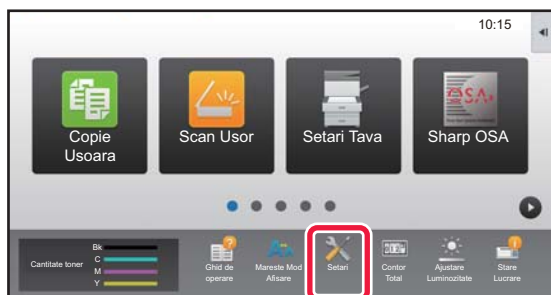 10:15
Copie
Usoara
Scan Usor
Setari Tava
Sharp OSA
Cantitate toner
Bk
C
M
Y
Ghid de
operare
Mareste Mod
Afisare
Setari
Contor
Total
Ajustare
Luminozitate
Stare
Lucrare